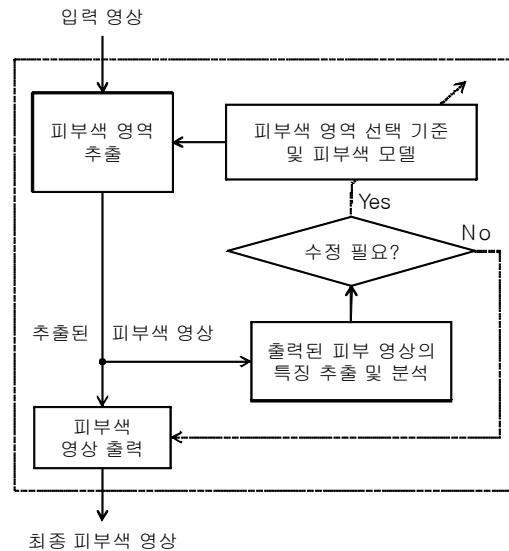 입력 영상
피부색 영역
추출
피부색 영역 선택 기준
및 피부색 모델
Yes
No
수정 필요?
추출된 피부색 영상
출력된 피부 영상의
특징 추출 및 분석
피부색
영상 출력
최종 피부색 영상